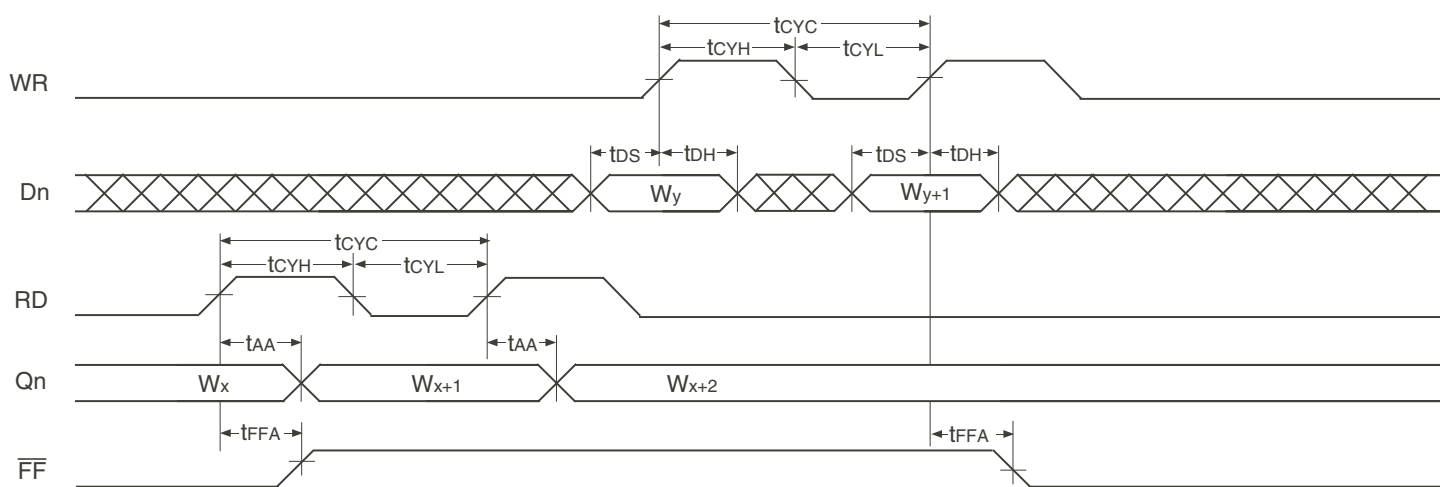 tCYC
tCYH tCYL
WR
tDS tDH tDS tDH
Dn Wy Wy+1
tCYC
tCYH tCYL
RD
tAA tAA
Qn Wx Wx+1 Wx+2
tFFA tFFA
F̅F̅